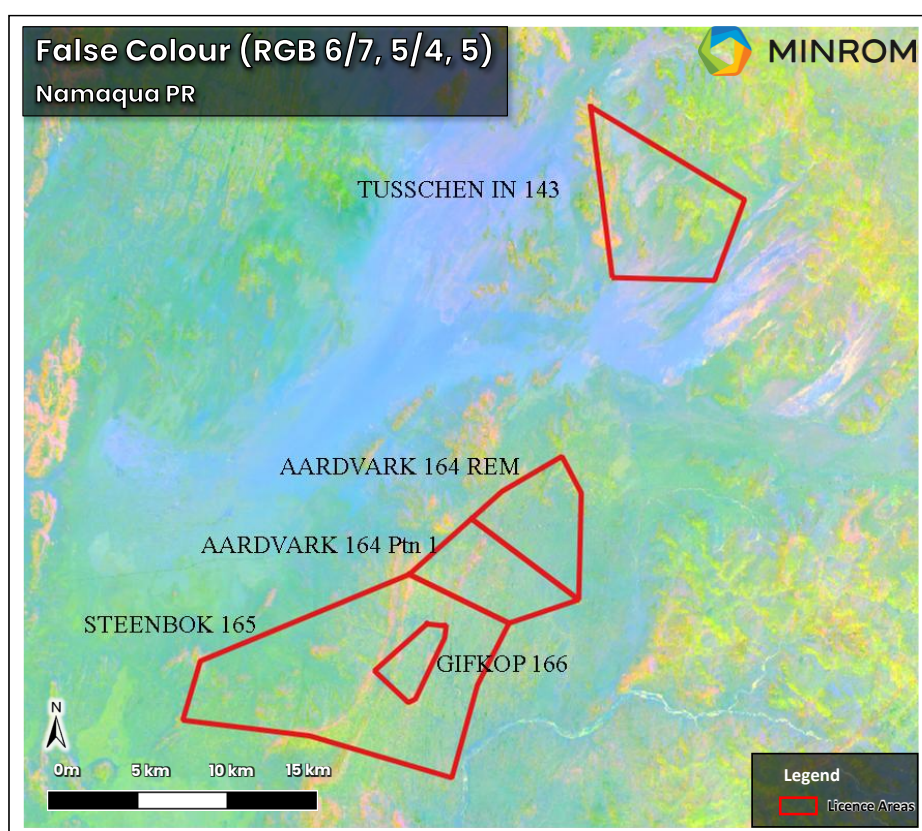 False Colour (RGB 6/7, 5/4, 5)
Namaqua PR
MINROM
TUSSCHEN IN 143
AARDVARK 164 REM
AARDVARK 164 Ptn 1
STEENBOK 165
GIFKOP 166
N
0m 5 km 10 km 15 km
Legend
Licence Areas